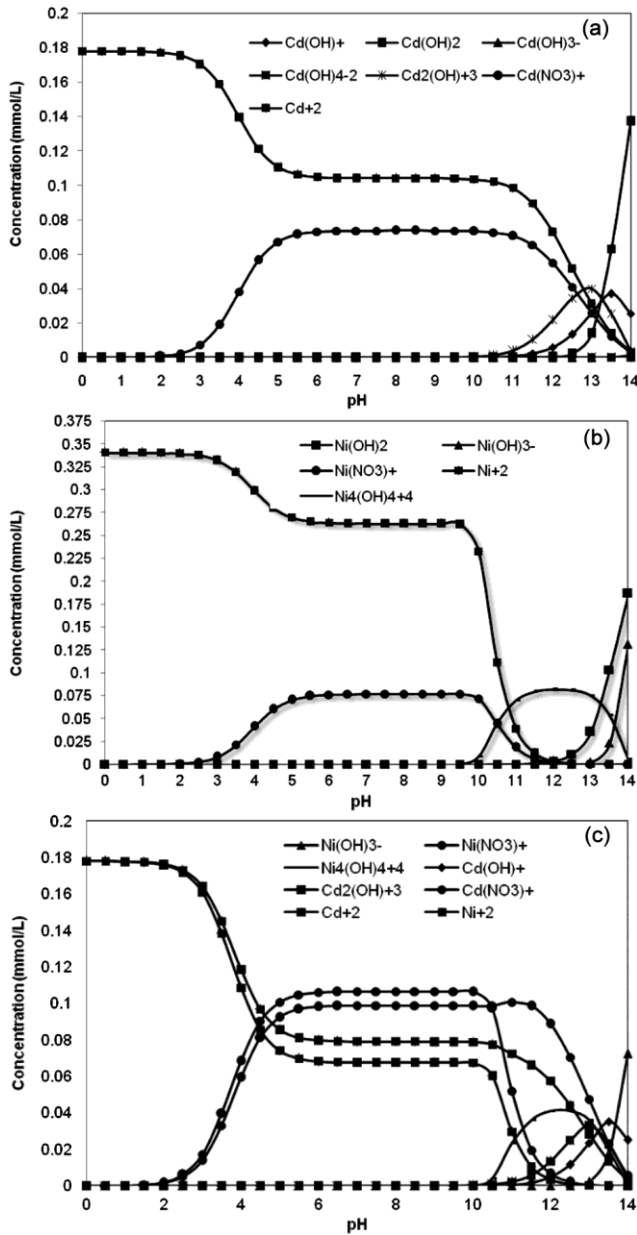 (a)
Cd(OH)+ Cd(OH)2 Cd(OH)3-
Cd(OH)4-2 Cd2(OH)+3 Cd(NO3)+
Cd+2
Concentration (mmol/L)
0.2
0.18
0.16
0.14
0.12
0.1
0.08
0.06
0.04
0.02
0
0 1 2 3 4 5 6 7 8 9 10 11 12 13 14
pH
(b)
Ni(OH)2 Ni(OH)3-
Ni(NO3)+ Ni+2
Ni4(OH)4+4
Concentration (mmol/L)
0.375
0.35
0.325
0.3
0.275
0.25
0.225
0.2
0.175
0.15
0.125
0.1
0.075
0.05
0.025
0
0 1 2 3 4 5 6 7 8 9 10 11 12 13 14
pH
(c)
Ni(OH)3- Ni(NO3)+
Ni4(OH)4+4 Cd(OH)+
Cd2(OH)+3 Cd(NO3)+
Cd+2 Ni+2
Concentration (mmol/L)
0.2
0.18
0.16
0.14
0.12
0.1
0.08
0.06
0.04
0.02
0
0 2 4 6 8 10 12 14
pH